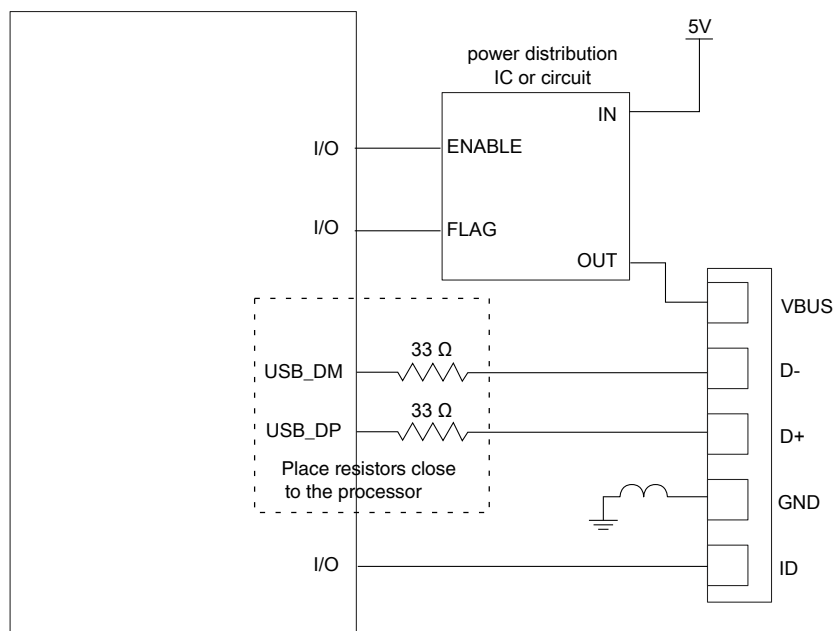 5V
power distribution
IC or circuit
IN
I/O
ENABLE
I/O
FLAG
OUT
VBUS
33 Ω
USB_DM
D-
33 Ω
USB_DP
D+
Place resistors close
to the processor
GND
I/O
ID